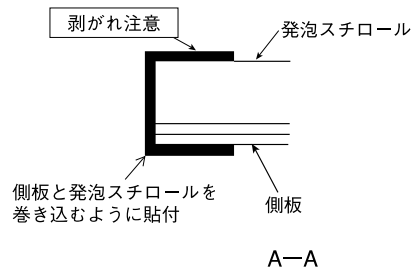 剥がれ注意
発泡スチロール
側板と発泡スチロールを
巻き込むように貼付
側板
A―A